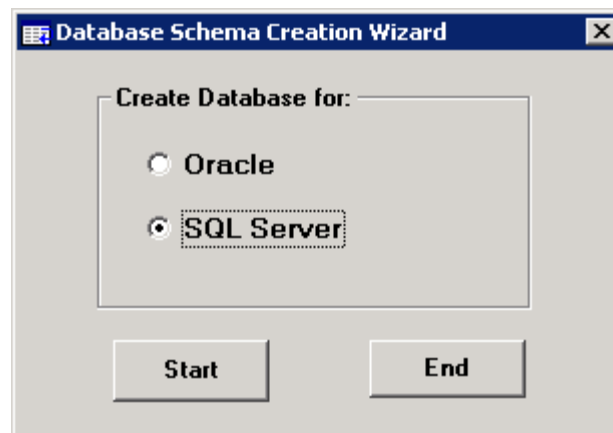 Database Schema Creation Wizard
Create Database for:
Oracle
SQL Server
Start
End